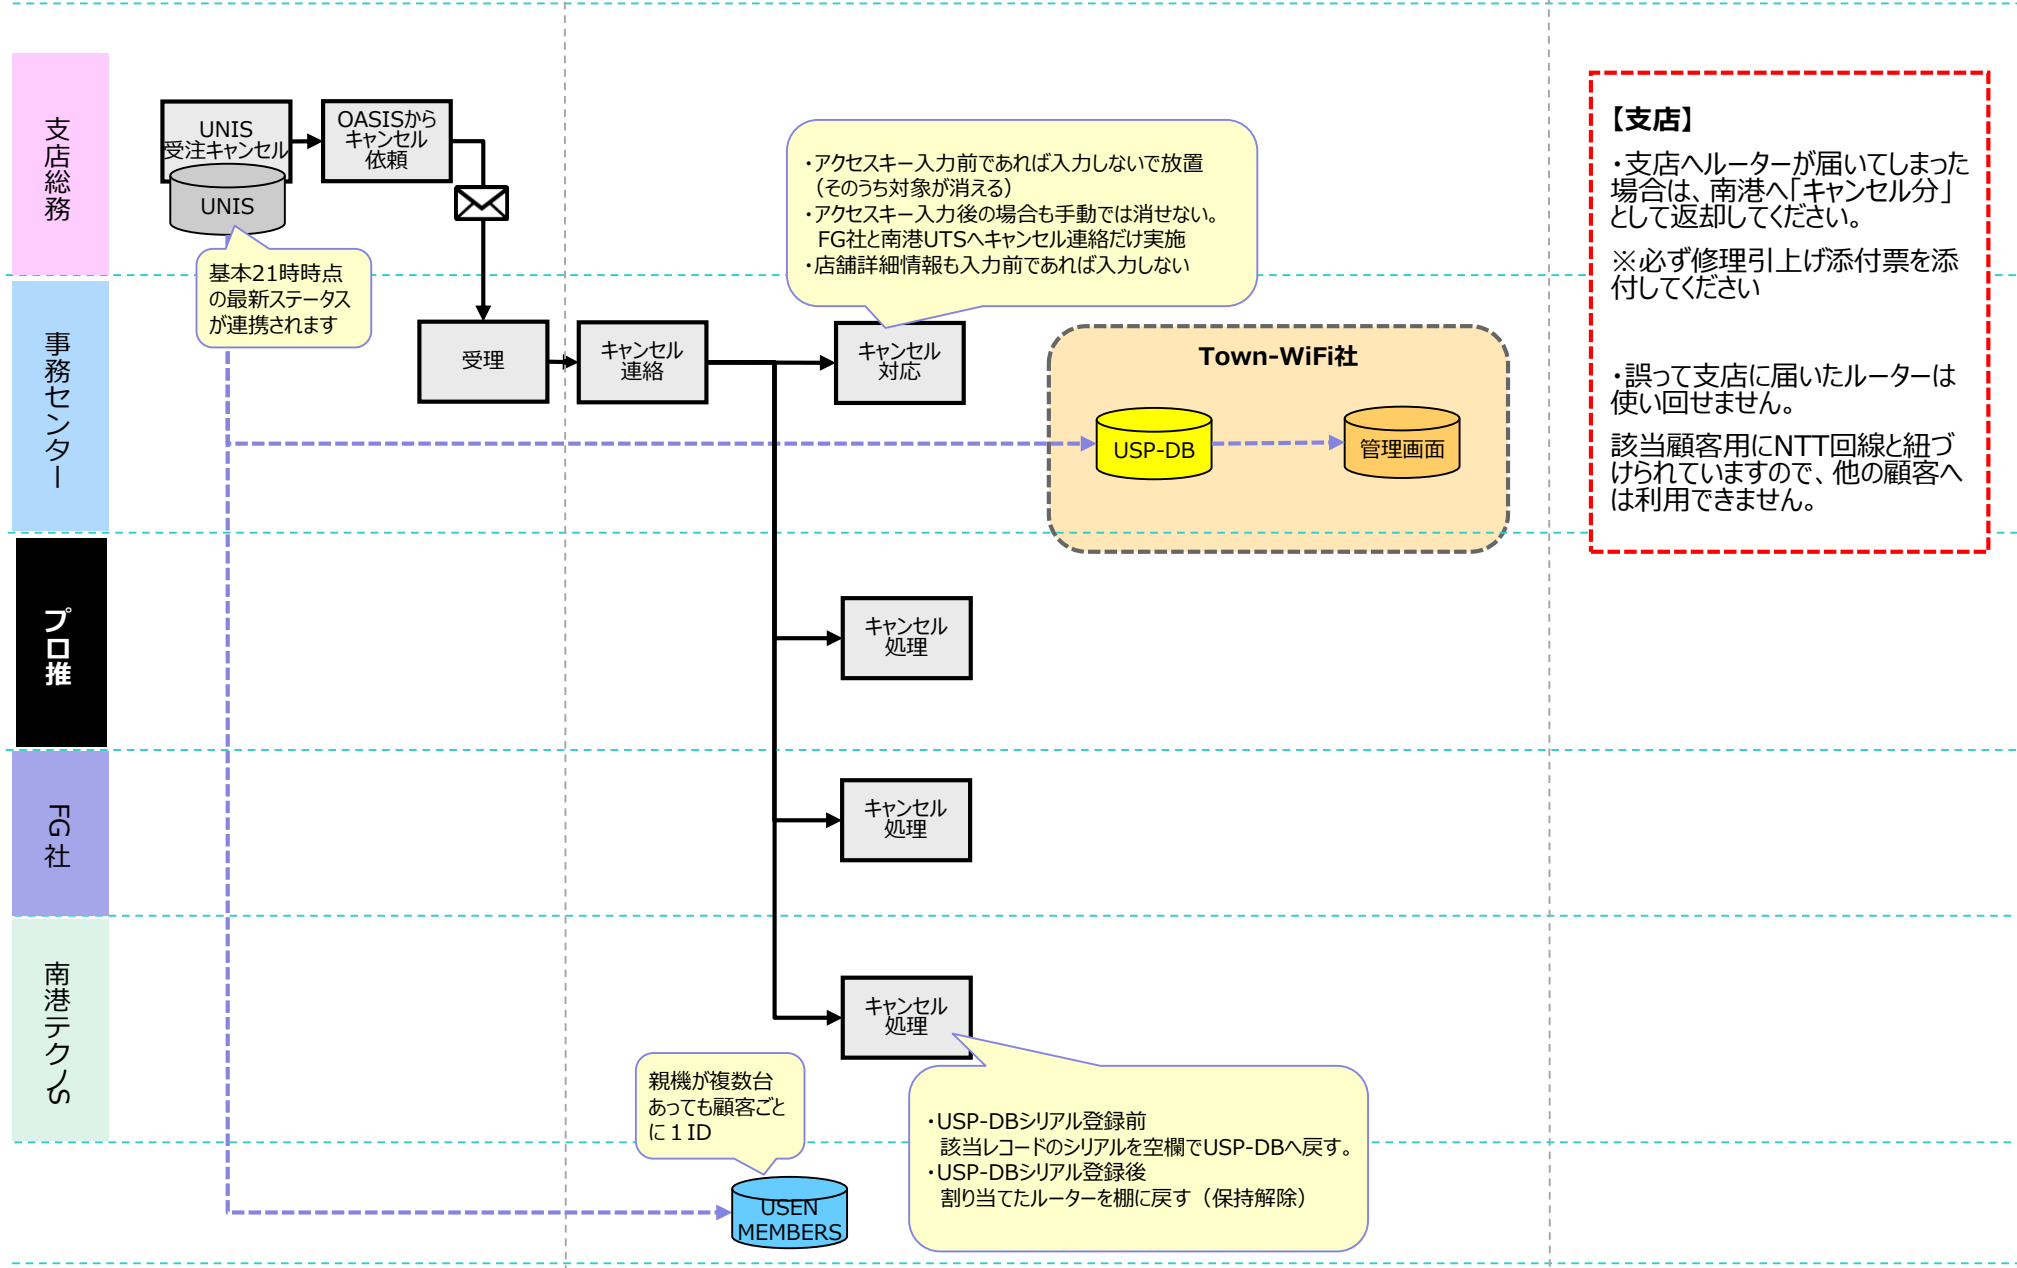 支店総務
UNIS
受注キャンセル
UNIS
OASISから
キャンセル
依頼
基本21時時点
の最新ステータス
が連携されます
・アクセスキー入力前であれば入力しないで放置
（そのうち対象が消える）
・アクセスキー入力後の場合も手動では消せない。
FG社と南港UTSへキャンセル連絡だけ実施
・店舗詳細情報も入力前であれば入力しない
【支店】
・支店へルーターが届いてしまった
場合は、南港へ「キャンセル分」
として返却してください。
※必ず修理引上げ添付票を添
付してください
・誤って支店に届いたルーターは
使い回せません。
該当顧客用にNTT回線と紐づ
けられていますので、他の顧客へ
は利用できません。
事務センター
受理
キャンセル
連絡
キャンセル
対応
Town-WiFi社
USP-DB
管理画面
プロ推
キャンセル
処理
FG社
キャンセル
処理
南港テクノS
キャンセル
処理
親機が複数台
あっても顧客ごと
に１ID
USEN
MEMBERS
・USP-DBシリアル登録前
該当レコードのシリアルを空欄でUSP-DBへ戻す。
・USP-DBシリアル登録後
割り当てたルーターを棚に戻す（保持解除）